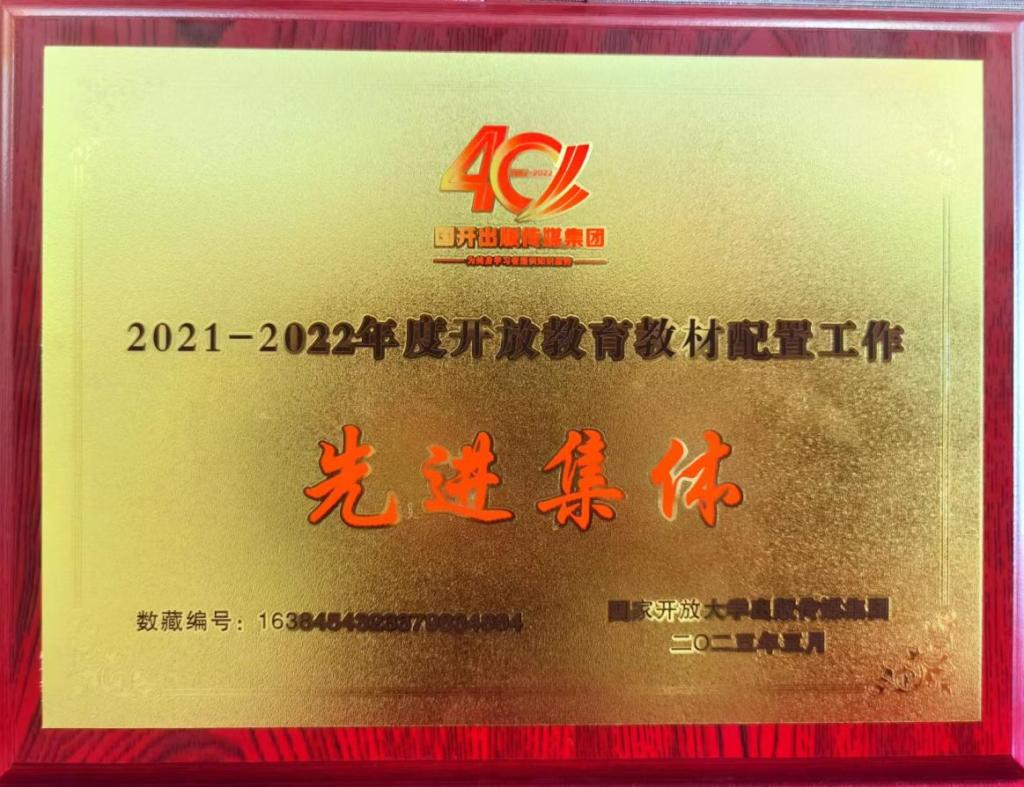 40
国开出版传媒集团
2021-2022年度开放教育教材配置工作
先进集体
数藏编号：
国家开放大学出版传媒集团
二〇二三年三月